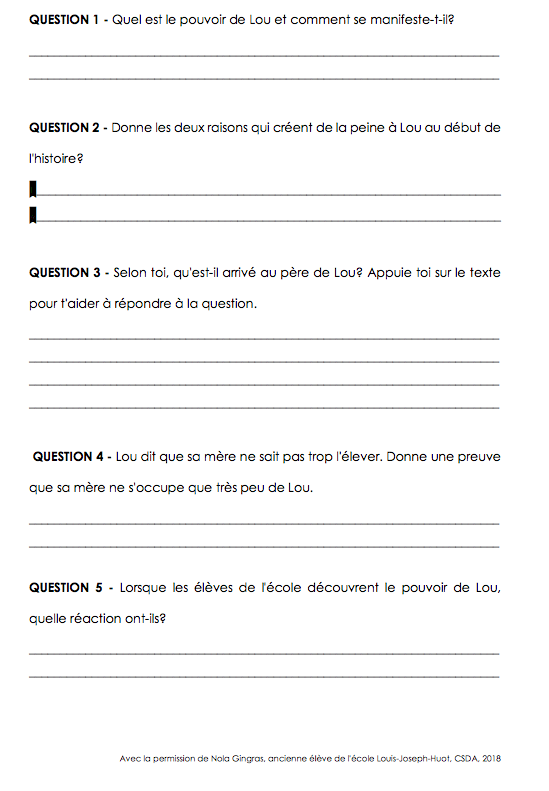 QUESTION 1 - Quel est le pouvoir de Lou et comment se manifeste-t-il?
QUESTION 2 - Donne les deux raisons qui créent de la peine à Lou au début de
l'histoire?
QUESTION 3 - Selon toi, qu'est-il arrivé au père de Lou? Appuie toi sur le texte
pour t'aider à répondre à la question.
QUESTION 4 - Lou dit que sa mère ne sait pas trop l'élever. Donne une preuve
que sa mère ne s'occupe que très peu de Lou.
QUESTION 5 - Lorsque les élèves de l'école découvrent le pouvoir de Lou,
quelle réaction ont-ils?
Avec la permission de Nola Gingras, ancienne élève de l'école Louis-Joseph-Huot, CSDA, 2018